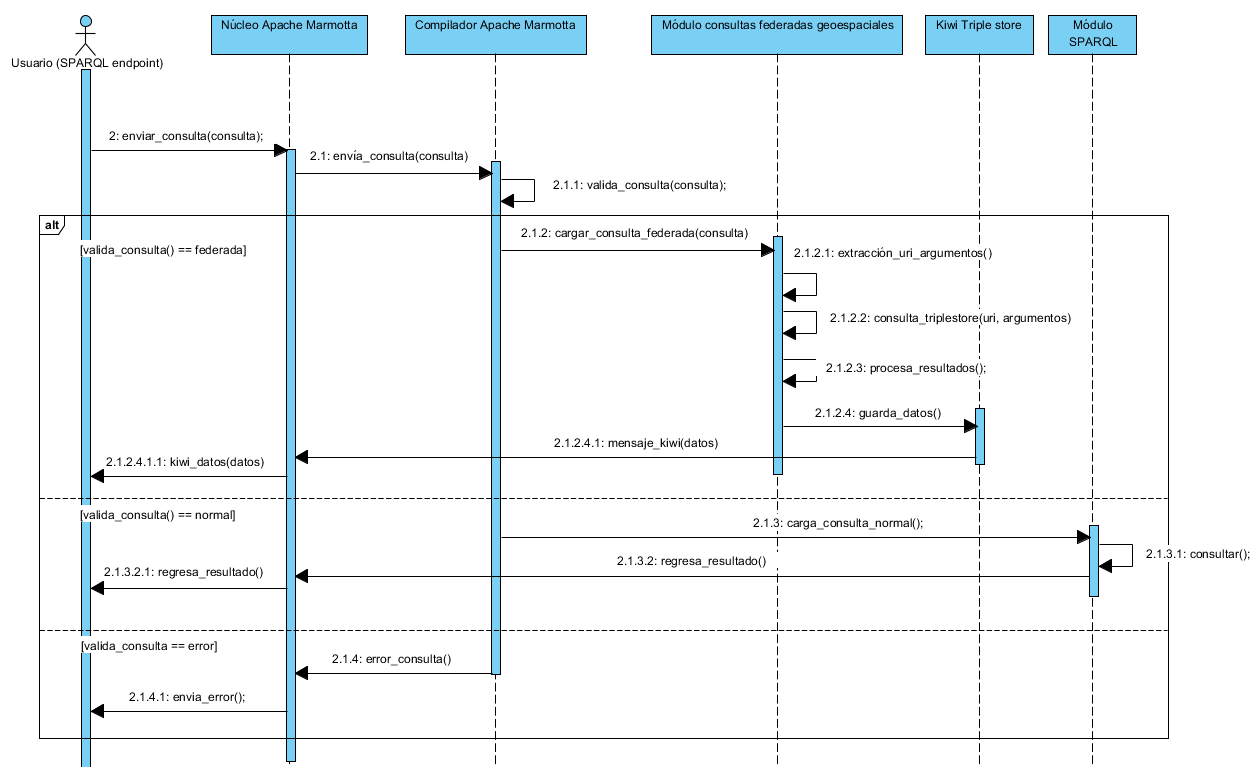 Núcleo Apache Marmotta
Compilador Apache Marmotta
Módulo consultas federadas geoespaciales
Kiwi Triple store
Módulo
SPARQL
Usuario (SPARQL endpoint)
2: enviar_consulta(consulta);
2.1: envía_consulta(consulta)
2.1.1: valida_consulta(consulta);
alt
[valida_consulta() == federada]
2.1.2: cargar_consulta_federada(consulta)
2.1.2.1: extracción_uri_argumentos()
2.1.2.2: consulta_triplestore(uri, argumentos)
2.1.2.3: procesa_resultados();
2.1.2.4: guarda_datos()
2.1.2.4.1: mensaje_kiwi(datos)
2.1.2.4.1.1: kiwi_datos(datos)
[valida_consulta() == normal]
2.1.3: carga_consulta_normal();
2.1.3.1: consultar();
2.1.3.2: regresa_resultado()
2.1.3.2.1: regresa_resultado()
[valida_consulta == error]
2.1.4: error_consulta()
2.1.4.1: envia_error();